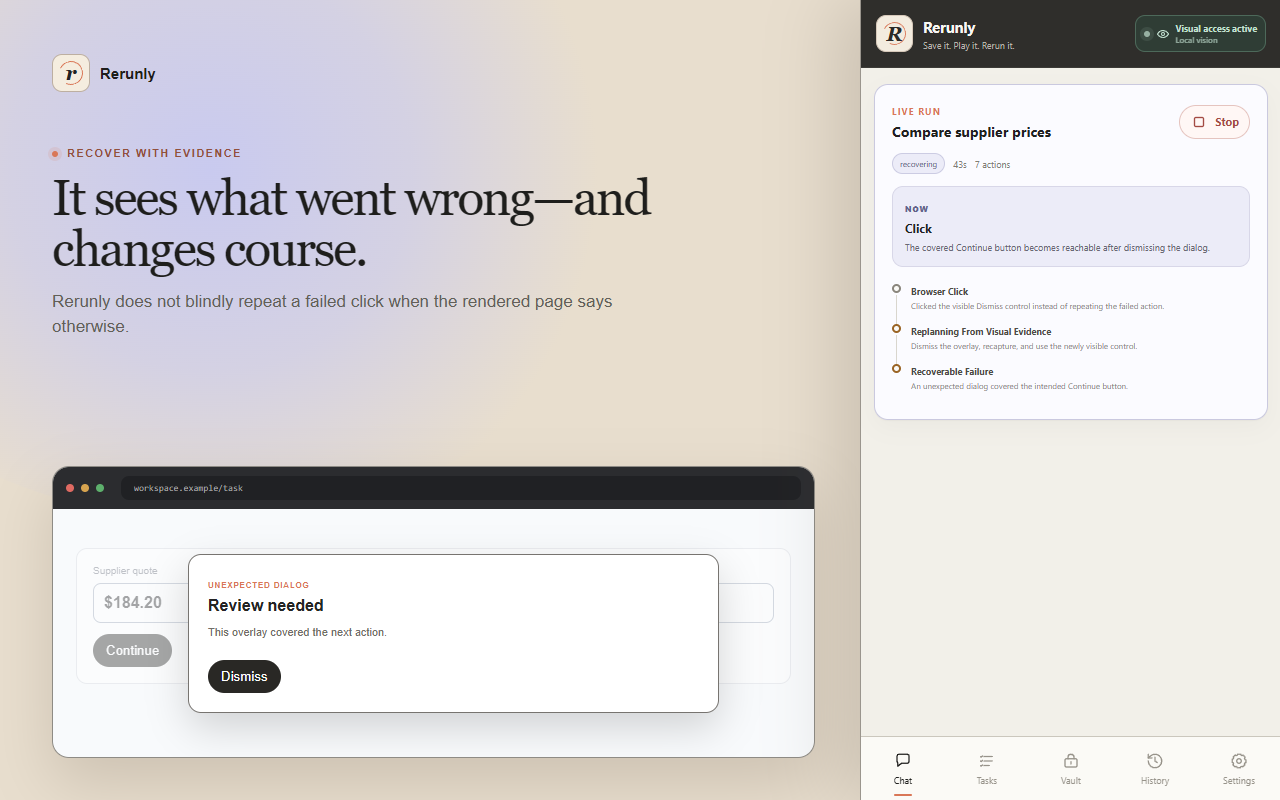 r
Rerunly
RECOVER WITH EVIDENCE
It sees what went wrong—and
changes course.
Rerunly does not blindly repeat a failed click when the rendered page says
otherwise.
workspace.example/task
Supplier quote
$184.20
Continue
UNEXPECTED DIALOG
Review needed
This overlay covered the next action.
Dismiss
R
Rerunly
Save it. Play it. Rerun it.
Visual access active
Local vision
LIVE RUN
Compare supplier prices
Stop
recovering 43s 7 actions
NOW
Click
The covered Continue button becomes reachable after dismissing the dialog.
Browser Click
Clicked the visible Dismiss control instead of repeating the failed action.
Replanning From Visual Evidence
Dismiss the overlay, recapture, and use the newly visible control.
Recoverable Failure
An unexpected dialog covered the intended Continue button.
Chat Tasks Vault History Settings